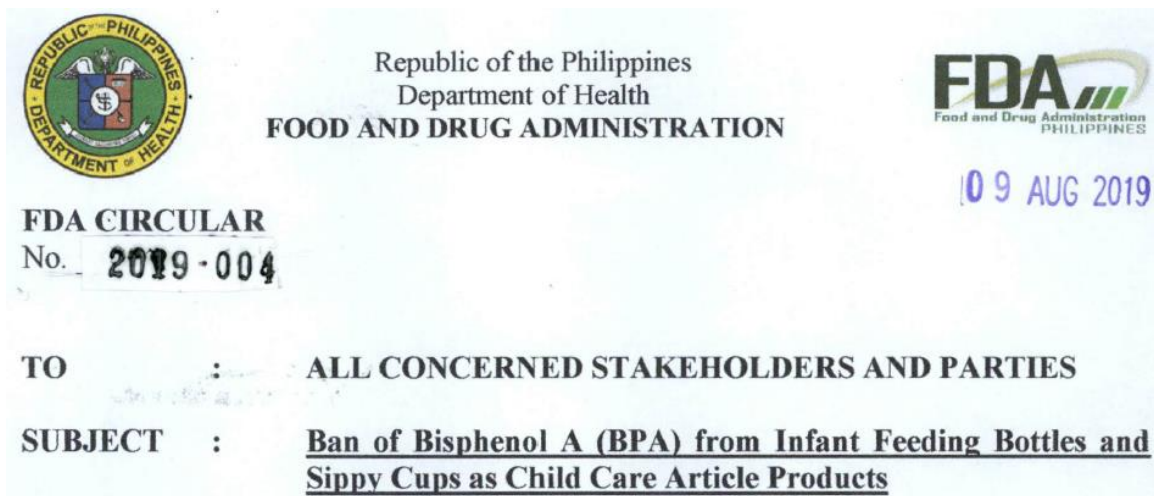 REPUBLIC OF THE PHILIPPINES
DEPARTMENT OF HEALTH
Republic of the Philippines
Department of Health
FOOD AND DRUG ADMINISTRATION
FDA
Food and Drug Administration
PHILIPPINES
09 AUG 2019
FDA CIRCULAR
No. 2019-004
TO : ALL CONCERNED STAKEHOLDERS AND PARTIES
SUBJECT : Ban of Bisphenol A (BPA) from Infant Feeding Bottles and
Sippy Cups as Child Care Article Products